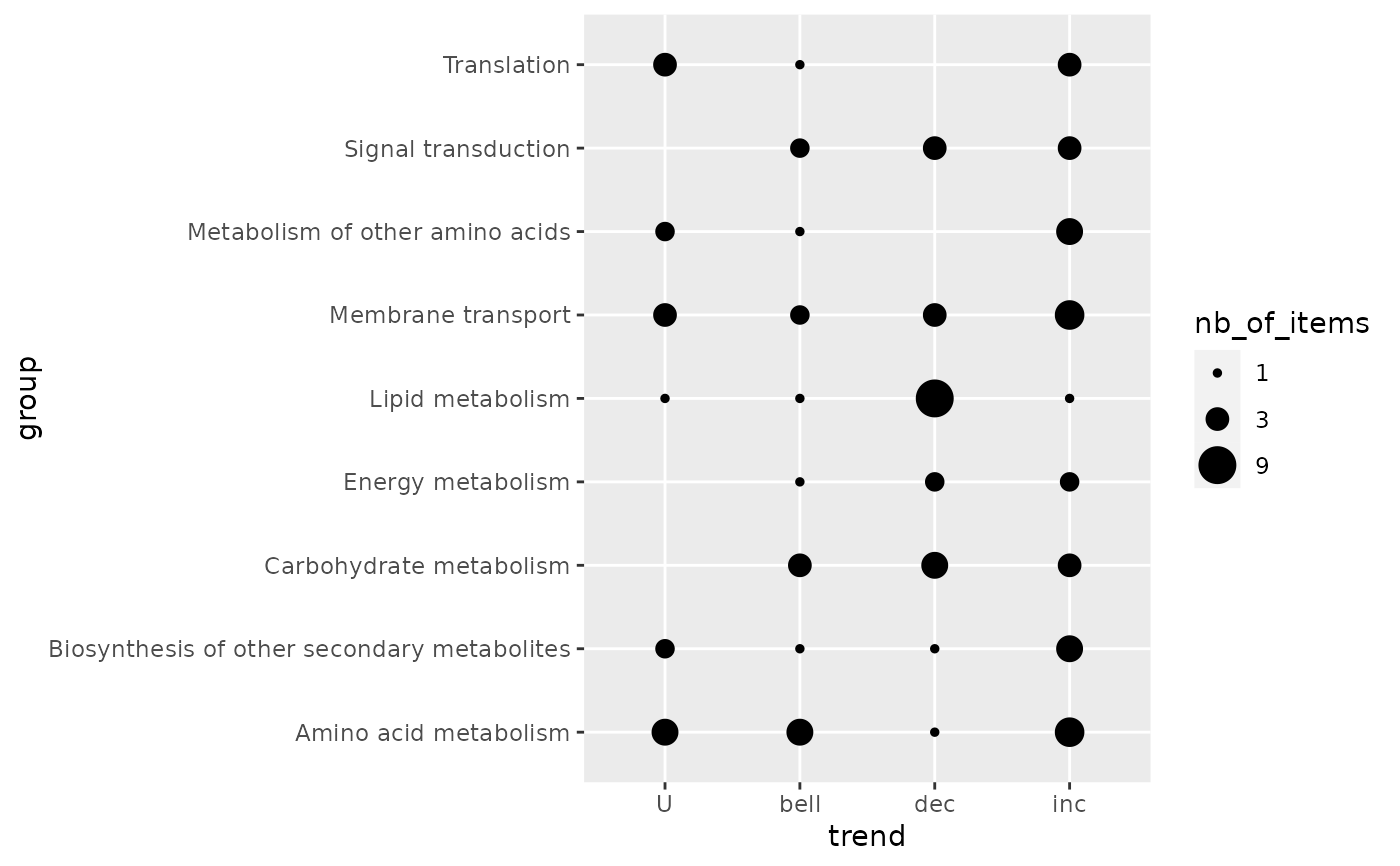 Translation
Signal transduction
Metabolism of other amino acids
Membrane transport
Lipid metabolism
Energy metabolism
Carbohydrate metabolism
Biosynthesis of other secondary metabolites
Amino acid metabolism
group
U bell dec inc
trend
nb_of_items
1
3
9